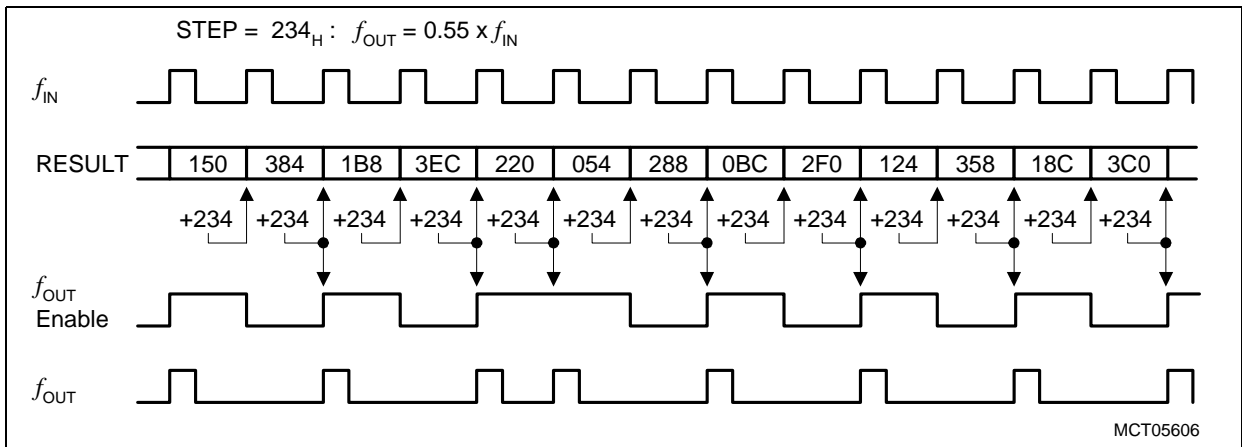 STEP = 234H : fOUT = 0.55 x fIN
fIN
RESULT 150 384 1B8 3EC 220 054 288 0BC 2F0 124 358 18C 3C0
+234 +234 +234 +234 +234 +234 +234 +234 +234 +234 +234 +234 +234
fOUT
Enable
fOUT
MCT05606